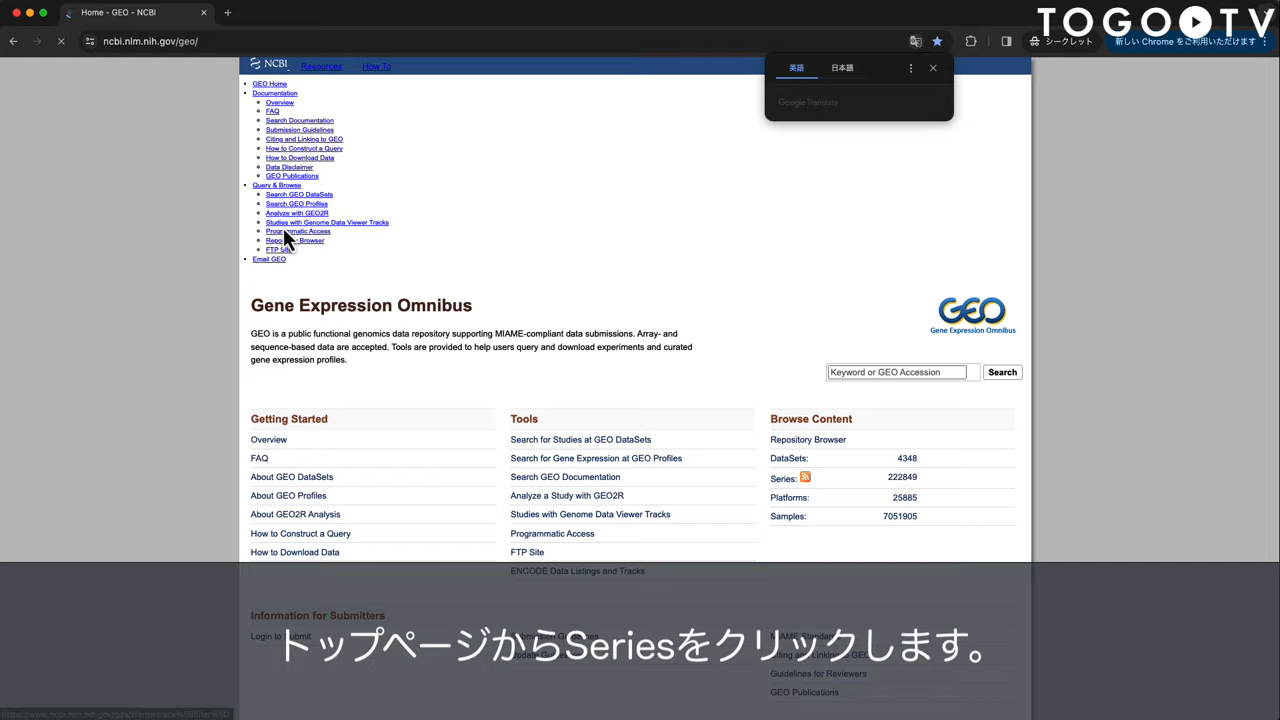 Home - GEO - NCBI
TOGO TV
ncbi.nlm.nih.gov/geo/
シークレット
新しい Chrome をご利用いただけます
NCBI
Resources
How To
英語
日本語
Google Translate
GEO Home
Documentation
Overview
FAQ
Search Documentation
Submission Guidelines
Citing and Linking to GEO
How to Construct a Query
How to Download Data
Data Disclaimer
GEO Publications
Query & Browse
Search GEO DataSets
Search GEO Profiles
Analyze with GEO2R
Studies with Genome Data Viewer Tracks
Programmatic Access
Browser
FTP
Email GEO
Gene Expression Omnibus
GEO
Gene Expression Omnibus
GEO is a public functional genomics data repository supporting MIAME-compliant data submissions. Array- and
sequence-based data are accepted. Tools are provided to help users query and download experiments and curated
gene expression profiles.
Keyword or GEO Accession
Search
Getting Started
Overview
FAQ
About GEO DataSets
About GEO Profiles
About GEO2R Analysis
How to Construct a Query
How to Download Data
Tools
Search for Studies at GEO DataSets
Search for Gene Expression at GEO Profiles
Search GEO Documentation
Analyze a Study with GEO2R
Studies with Genome Data Viewer Tracks
Programmatic Access
FTP Site
ENCODE Data Listings and Tracks
Browse Content
Repository Browser
DataSets: 4348
Series: 222849
Platforms: 25885
Samples: 7051905
Information for Submitters
Login to Submit
Guidelines for Reviewers
GEO Publications
トップページからSeriesをクリックします。